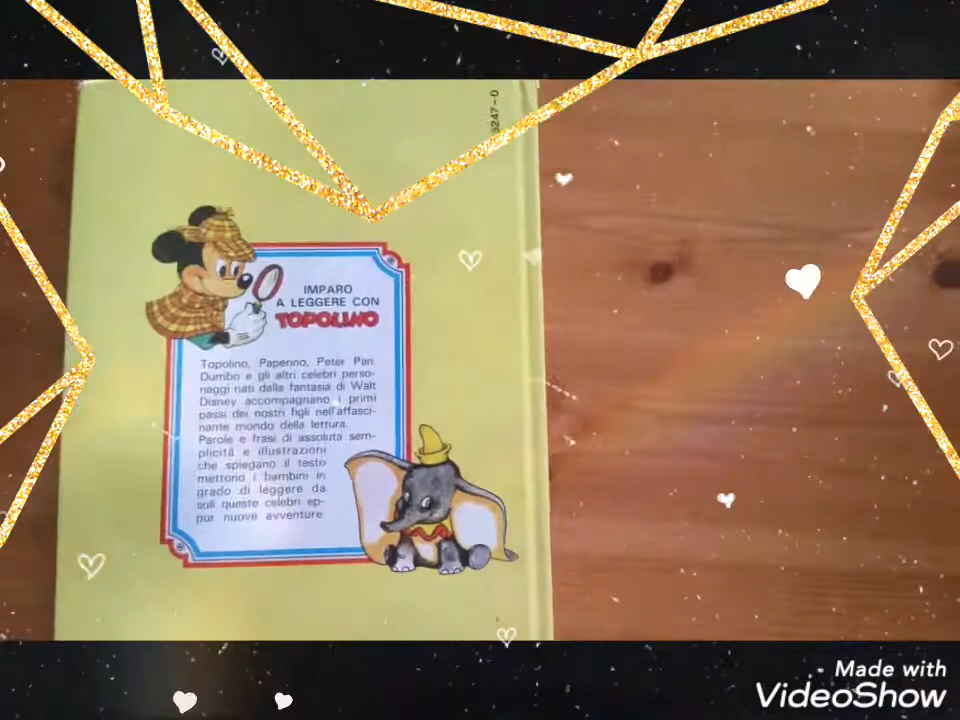 5247-0
IMPARO
A LEGGERE CON
TOPOLINO
Topolino, Paperino, Peter Pan
Dumbo e gli altri celebri perso-
naggi nati dalla fantasia di Walt
Disney accompagnano i primi
passi dei nostri figli nell'affasci-
nante mondo della lettura.
Parole e frasi di assoluta sem-
plicità e illustrazioni
che spiegano il testo
mettono i bambini in
grado di leggere da
soli queste celebri ep-
pur nuove avventure
Made with
VideoShow